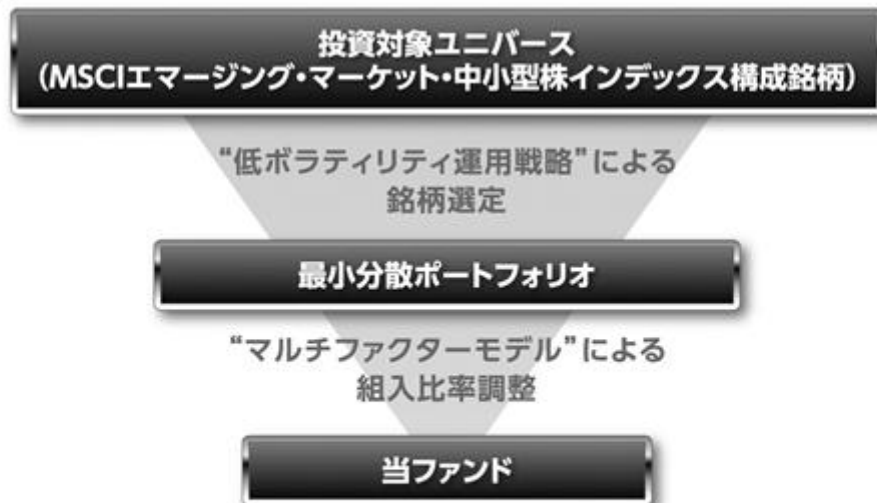 投資対象ユニバース
(MSCIエマージング・マーケット・中小型株インデックス構成銘柄)
“低ボラティリティ運用戦略”による
銘柄選定
最小分散ポートフォリオ
“マルチファクターモデル”による
組入比率調整
当ファンド